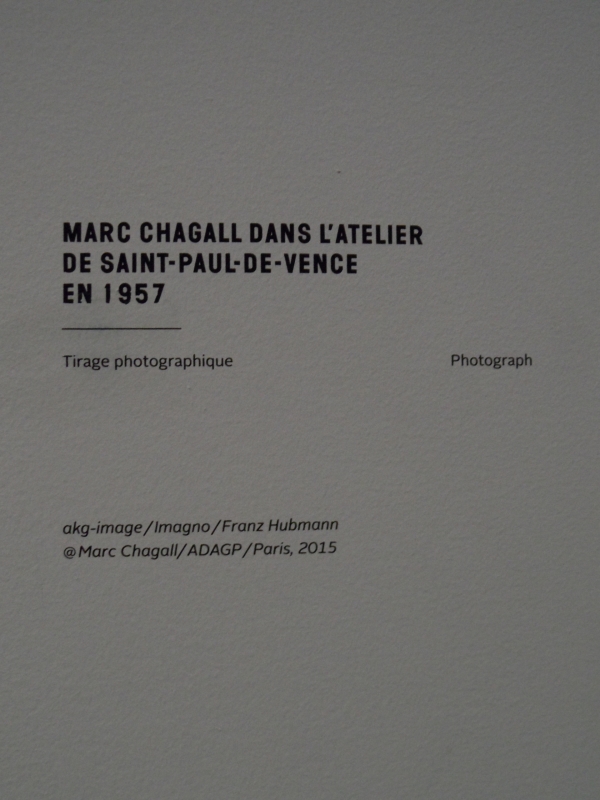 MARC CHAGALL DANS L'ATELIER
DE SAINT-PAUL-DE-VENCE
EN 1957
Tirage photographique Photograph
akg-image/Imagno/Franz Hubmann
@Marc Chagall/ADAGP/Paris, 2015